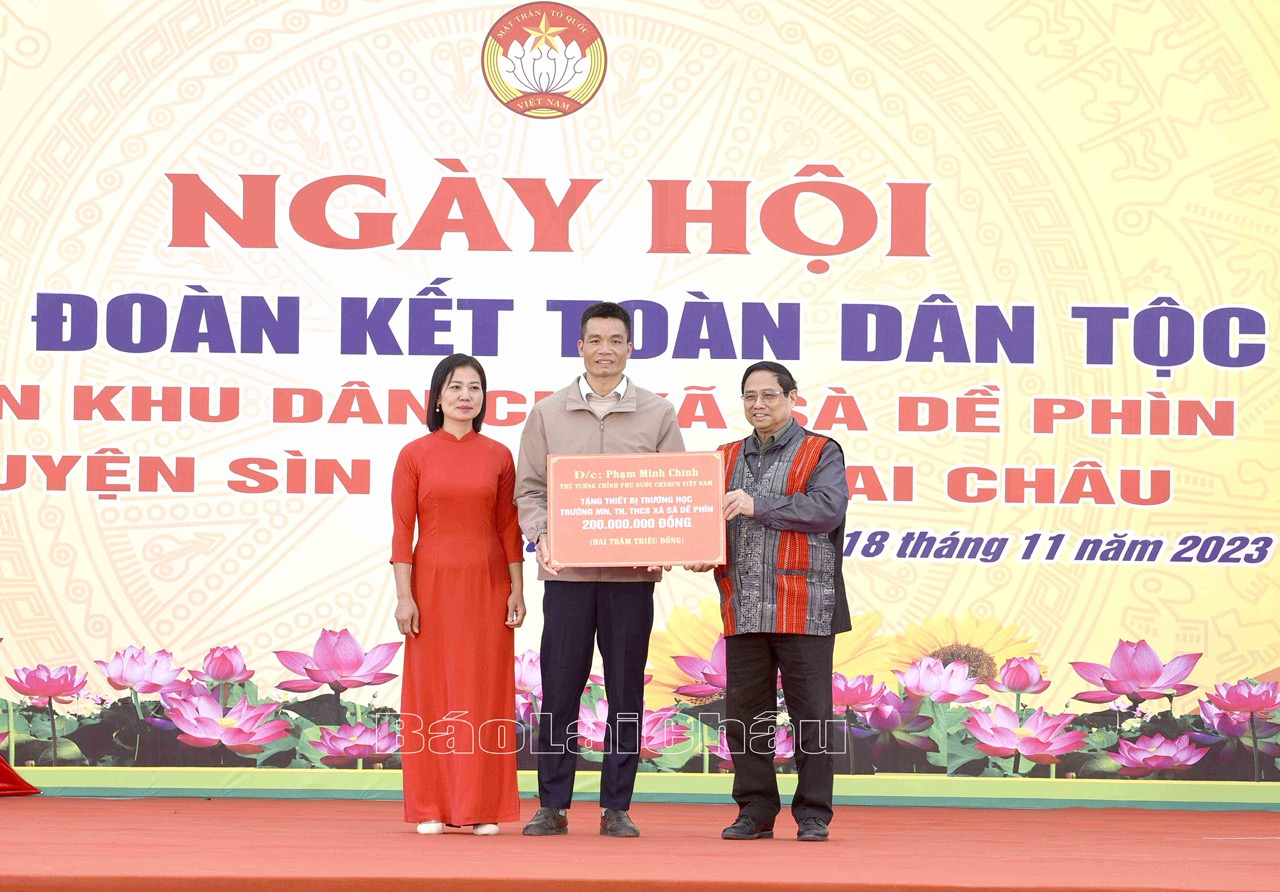 MẶT TRẬN TỔ QUỐC
VIỆT NAM
NGÀY HỘI
ĐOÀN KẾT TOÀN DÂN TỘC
N KHU DÂN C XÃ SÀ DỀ PHÌN
UYỆN SÌN AI CHÂU
18 tháng 11 năm 2023
Đ/c: Phạm Minh Chính
THỦ TƯỚNG CHÍNH PHỦ NƯỚC CHXHCN VIỆT NAM
TẶNG THIẾT BỊ TRƯỜNG HỌC
TRƯỜNG MN, TH, THCS XÃ SÀ DỀ PHÌN
200.000.000 ĐỒNG
(HAI TRĂM TRIỆU ĐỒNG)
BáoLaiChâu